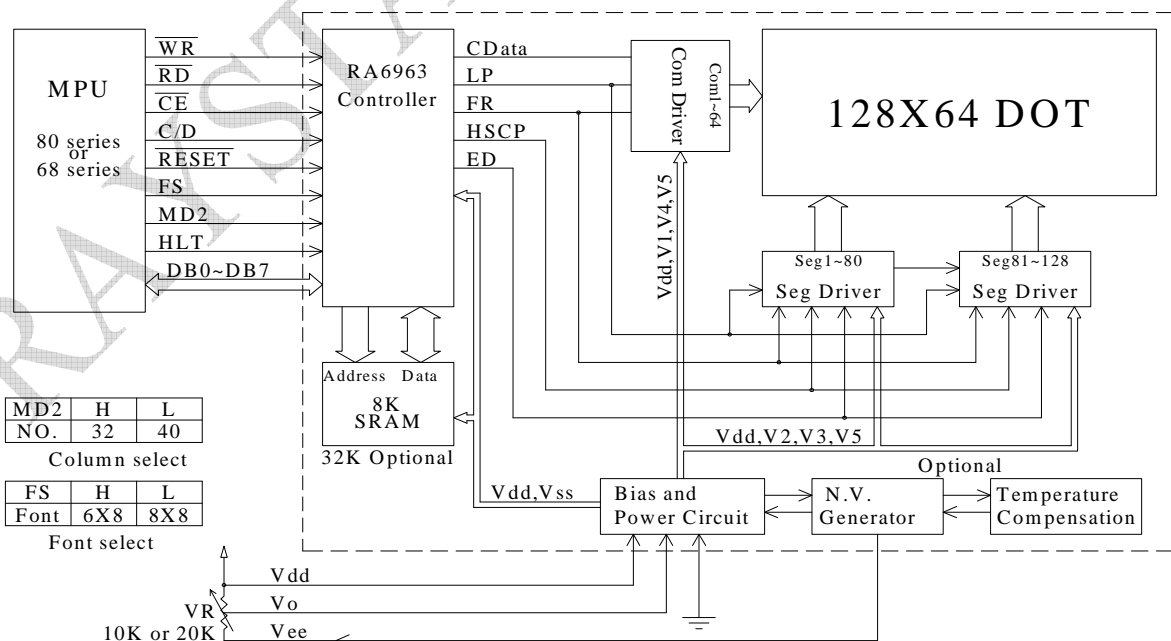 RAYSTA
MPU
80 series
or
68 series
WR
RD
CE
C/D
RESET
FS
MD2
HLT
DB0~DB7
RA6963
Controller
CData
LP
FR
HSCP
ED
Com Driver
Com1~64
128X64 DOT
Vdd,V1,V4,V5
Seg1~80
Seg Driver
Seg81~128
Seg Driver
Address Data
8K
SRAM
32K Optional
MD2 H L
NO. 32 40
Column select
FS H L
Font 6X8 8X8
Font select
Vdd,V2,V3,V5
Optional
Vdd,Vss
Bias and
Power Circuit
N.V.
Generator
Temperature
Compensation
Vdd
Vo
VR
10K or 20K
Vee